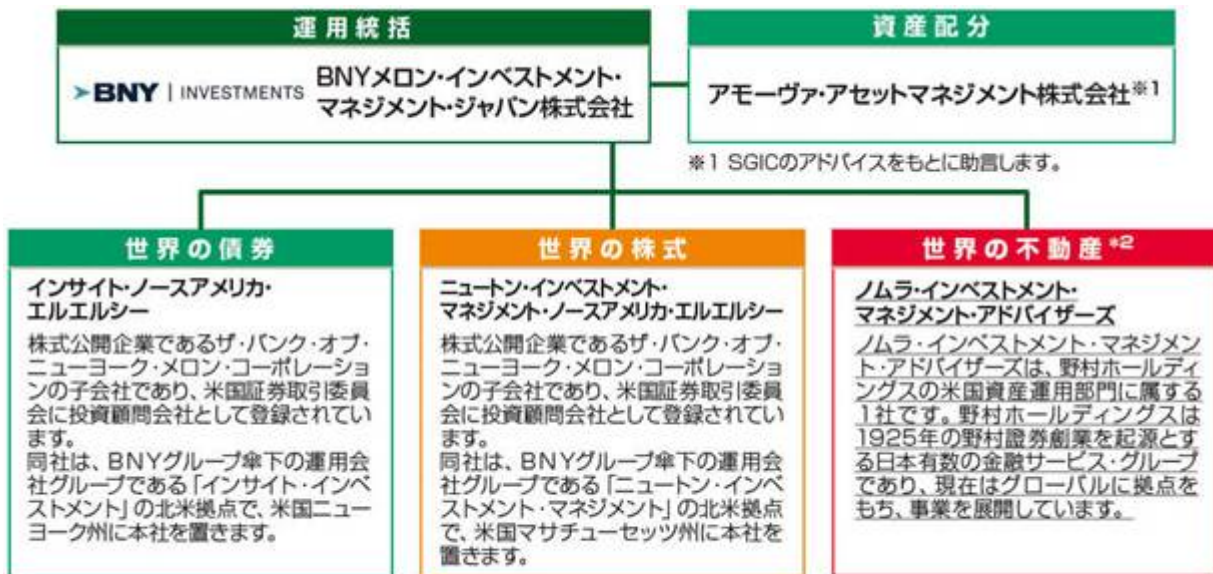 運用統括
BNY | INVESTMENTS
BNYメロン・インベストメント・
マネジメント・ジャパン株式会社
資産配分
アモーヴァ・アセットマネジメント株式会社※1
※1 SGICのアドバイスをもとに助言します。
世界の債券
インサイト・ノースアメリカ・
エルエルシー
株式公開企業であるザ・バンク・オブ・
ニューヨーク・メロン・コーポレーショ
ンの子会社であり、米国証券取引委員
会に投資顧問会社として登録されてい
ます。
同社は、BNYグループ傘下の運用会
社グループである「インサイト・インベ
ストメント」の北米拠点で、米国ニュー
ヨーク州に本社を置きます。
世界の株式
ニュートン・インベストメント・
マネジメント・ノースアメリカ・エルエルシー
株式公開企業であるザ・バンク・オブ・
ニューヨーク・メロン・コーポレーショ
ンの子会社であり、米国証券取引委員
会に投資顧問会社として登録されてい
ます。
同社は、BNYグループ傘下の運用会
社グループである「ニュートン・インベ
ストメント・マネジメント」の北米拠点
で、米国マサチューセッツ州に本社を
置きます。
世界の不動産*2
ノムラ・インベストメント・
マネジメント・アドバイザーズ
ノムラ・インベストメント・マネジメン
ト・アドバイザーズは、野村ホールディ
ングスの米国資産運用部門に属する
1社です。野村ホールディングスは
1925年の野村證券創業を起源とす
る日本有数の金融サービス・グループ
であり、現在はグローバルに拠点を
もち、事業を展開しています。